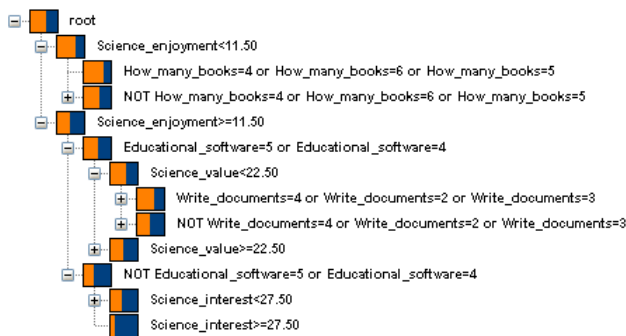 root
Science_enjoyment<11.50
How_many_books=4 or How_many_books=6 or How_many_books=5
NOT How_many_books=4 or How_many_books=6 or How_many_books=5
Science_enjoyment>=11.50
Educational_software=5 or Educational_software=4
Science_value<22.50
Write_documents=4 or Write_documents=2 or Write_documents=3
NOT Write_documents=4 or Write_documents=2 or Write_documents=3
Science_value>=22.50
NOT Educational_software=5 or Educational_software=4
Science_interest<27.50
Science_interest>=27.50